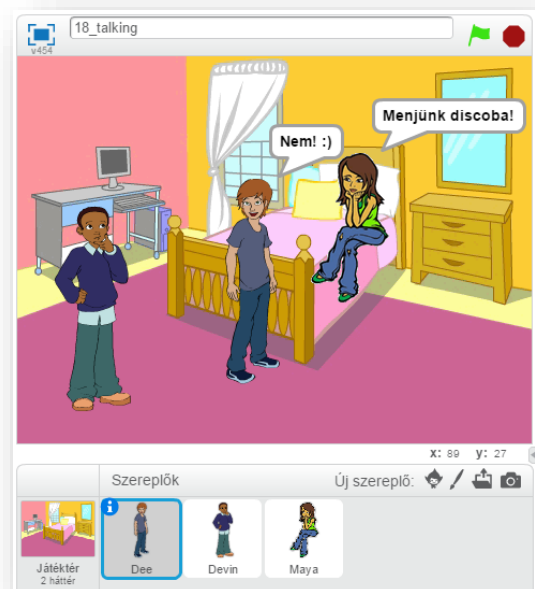 18_talking
v454
Menjünk discoba!
Nem! :)
x: 89 y: 27
Szereplők
Új szereplő:
Játéktér
2 háttér
Dee
Devin
Maya